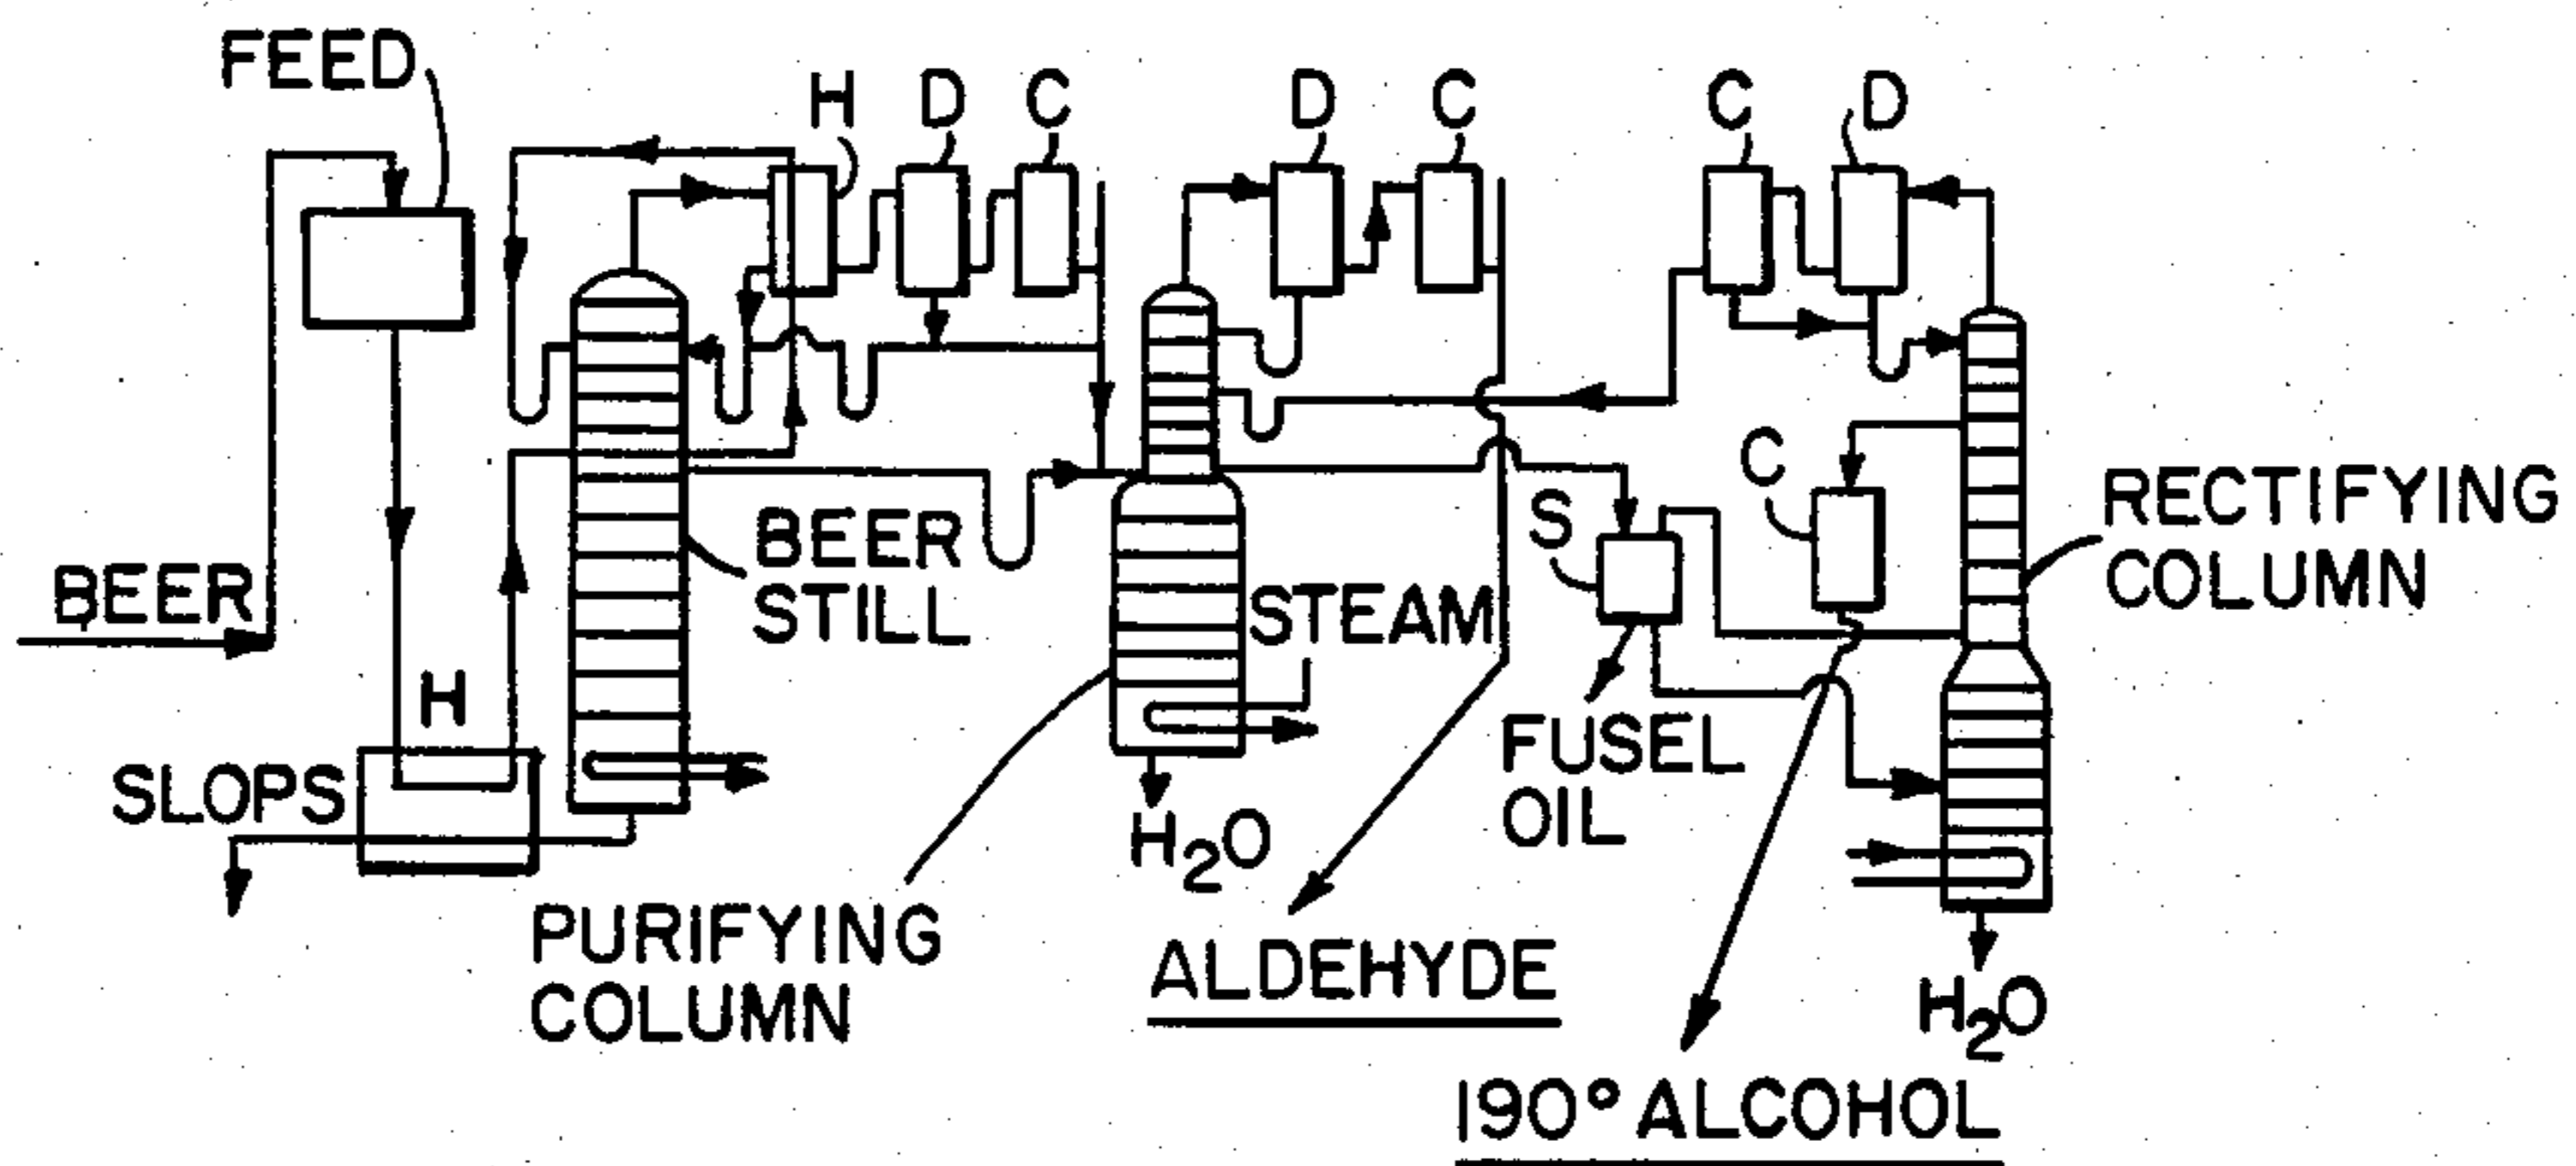 FEED
H
D
C
D
C
C
D
BEER
BEER
STILL
STEAM
C
S
RECTIFYING
COLUMN
H
SLOPS
FUSEL
OIL
H2O
PURIFYING
COLUMN
ALDEHYDE
H2O
190° ALCOHOL